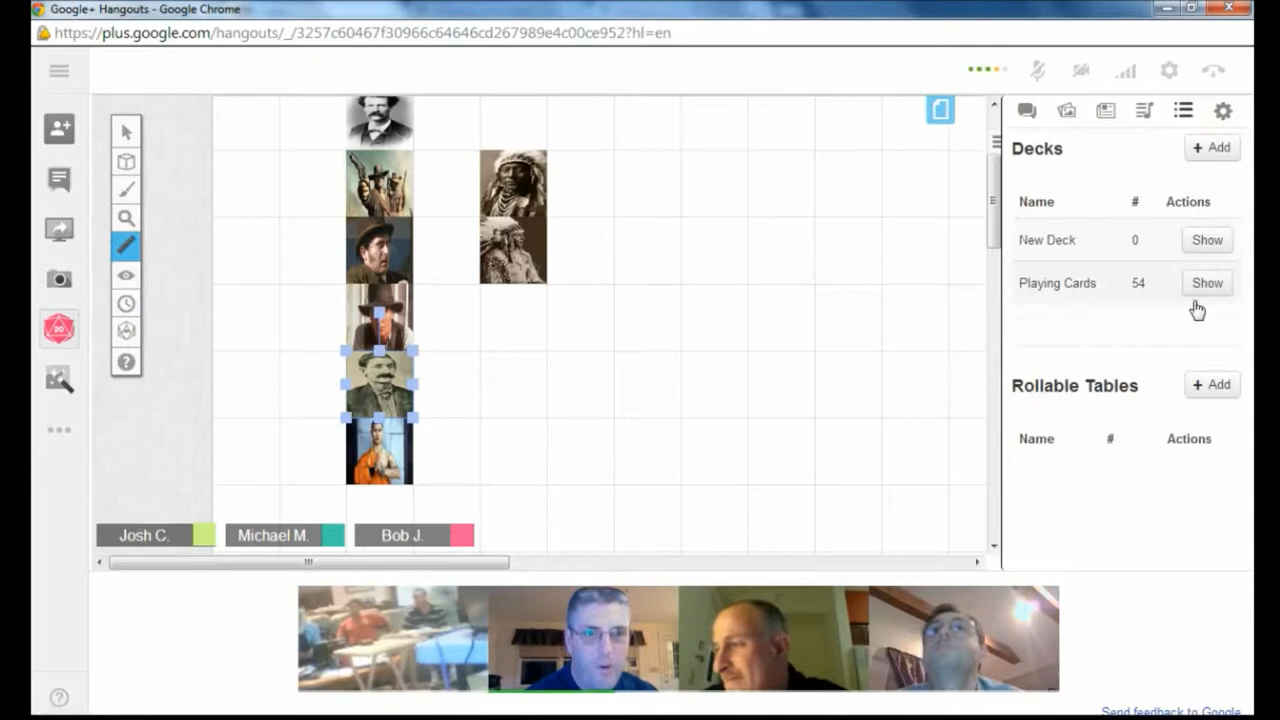 Google+ Hangouts - Google Chrome
https://plus.google.com/hangouts/_/3257c60467f30966c64646cd267989e4c00ce952?hl=en
Decks
+ Add
Name # Actions
New Deck 0 Show
Playing Cards 54 Show
Rollable Tables
+ Add
Name # Actions
20
?
Josh C. Michael M. Bob J.
?
Send feedback to Google